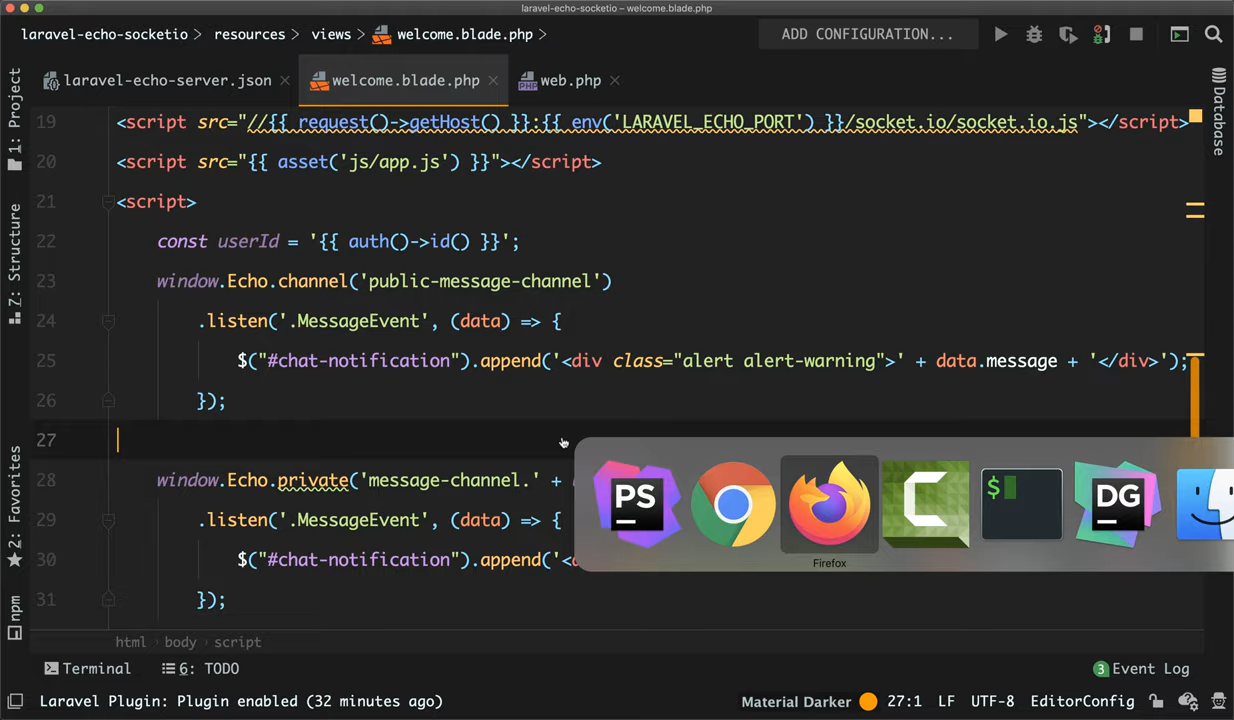 laravel-echo-socketio – welcome.blade.php
laravel-echo-socketio > resources > views > welcome.blade.php >
ADD CONFIGURATION...
laravel-echo-server.json × welcome.blade.php × web.php ×
1: Project
Z: Structure
2: Favorites
npm
Database
19 <script src="//{{ request()->getHost() }}:{{ env('LARAVEL_ECHO_PORT') }}/socket.io/socket.io.js"></script>
20 <script src="{{ asset('js/app.js') }}"></script>
21 <script>
22 const userId = '{{ auth()->id() }}';
23 window.Echo.channel('public-message-channel')
24 .listen('.MessageEvent', (data) => {
25 $("#chat-notification").append('<div class="alert alert-warning">' + data.message + '</div>');
26 });
27
28 window.Echo.private('message-channel.' +
29 .listen('.MessageEvent', (data) => {
30 $("#chat-notification").append('<
31 });
PS
$
DG
Firefox
html > body > script
Terminal 6: TODO
3 Event Log
Laravel Plugin: Plugin enabled (32 minutes ago)
Material Darker 27:1 LF UTF-8 EditorConfig